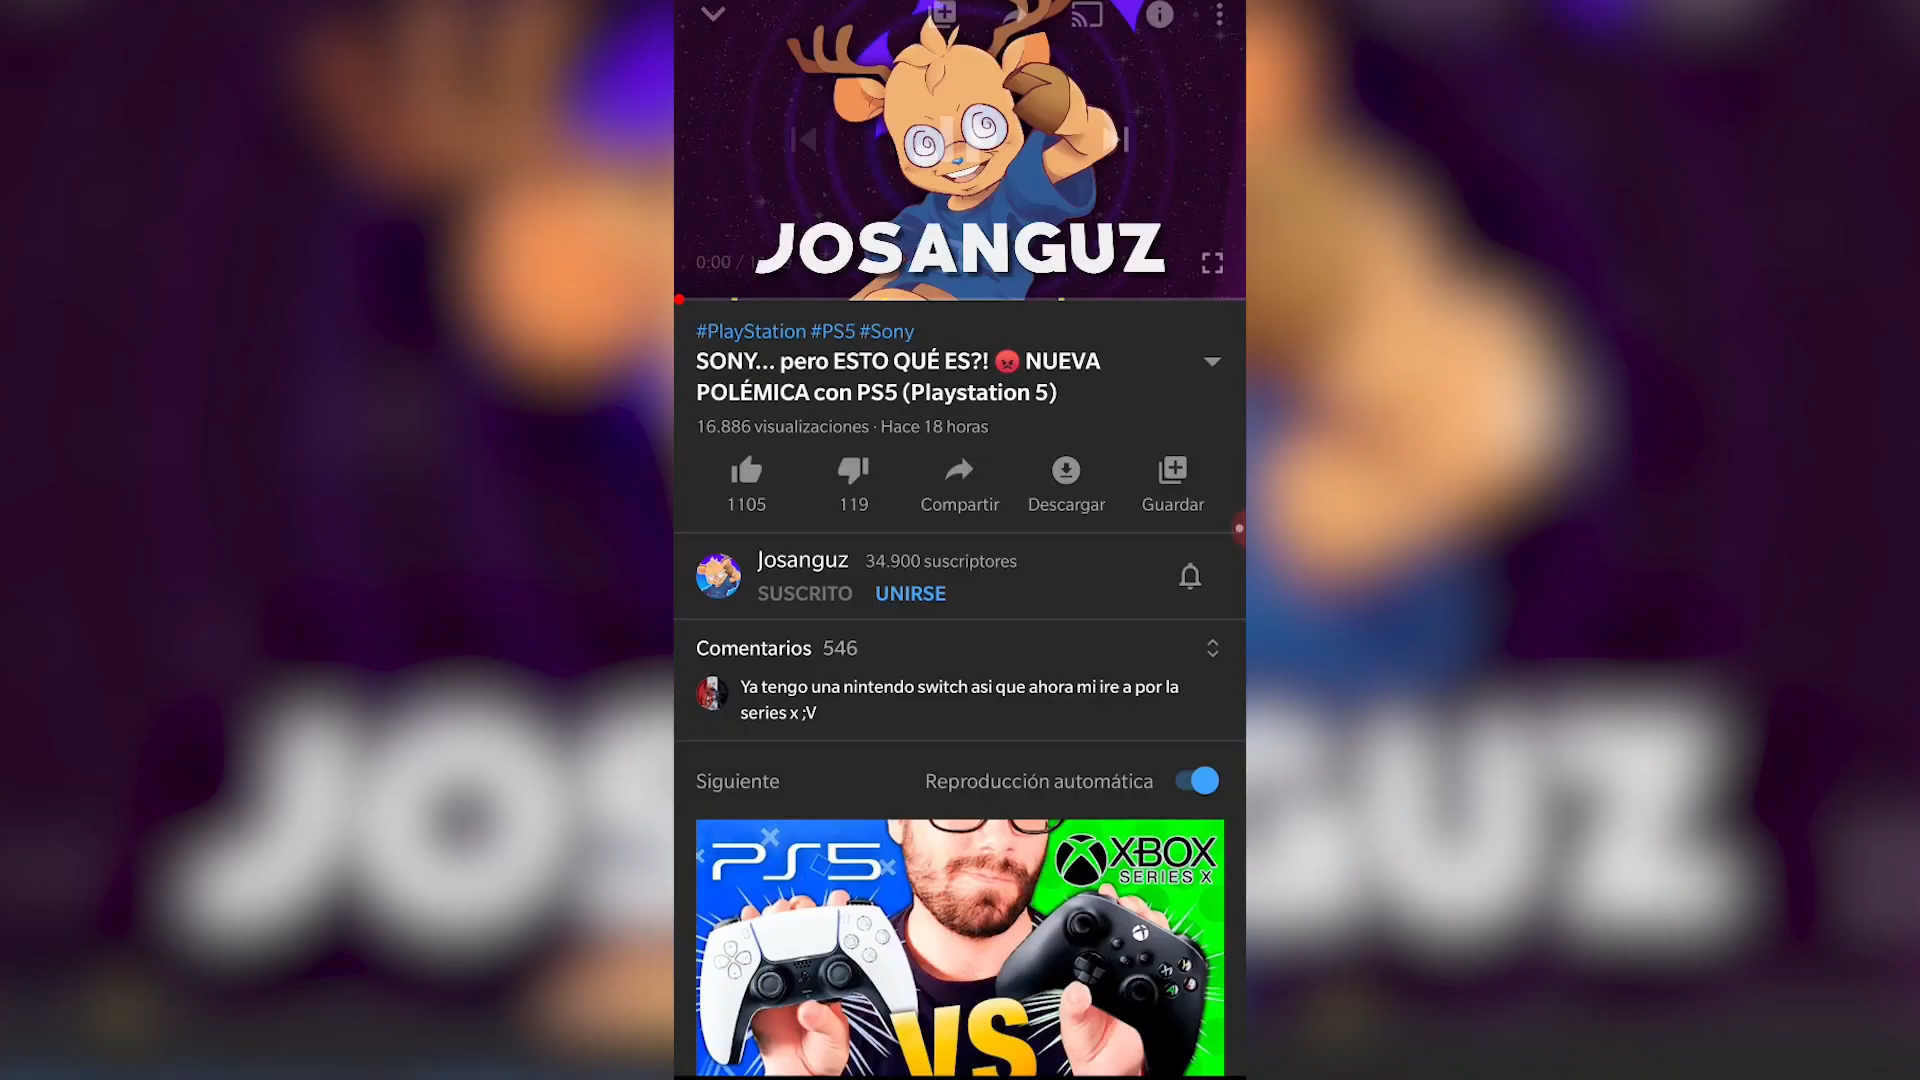 JOSANGUZ
0:00 / 1
#PlayStation #PS5 #Sony
SONY... pero ESTO QUÉ ES?! 😡 NUEVA
POLÉMICA con PS5 (Playstation 5)
16.886 visualizaciones · Hace 18 horas
1105
119
Compartir
Descargar
Guardar
Josanguz 34.900 suscriptores
SUSCRITO UNIRSE
Comentarios 546
Ya tengo una nintendo switch asi que ahora mi ire a por la
series x ;V
Siguiente
Reproducción automática
PS5
XBOX
SERIES X
VS